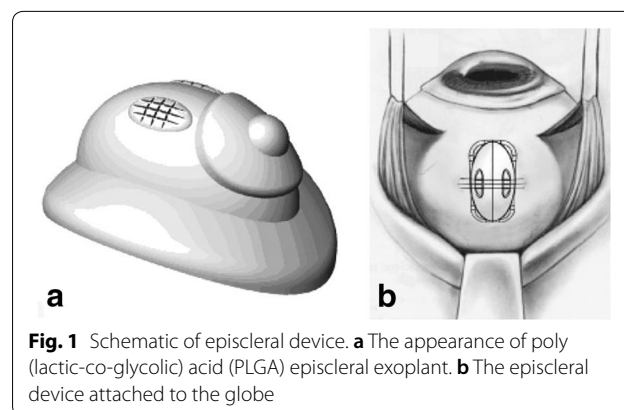 a
b
Fig. 1 Schematic of episcleral device. a The appearance of poly
(lactic-co-glycolic) acid (PLGA) episcleral exoplant. b The episcleral
device attached to the globe